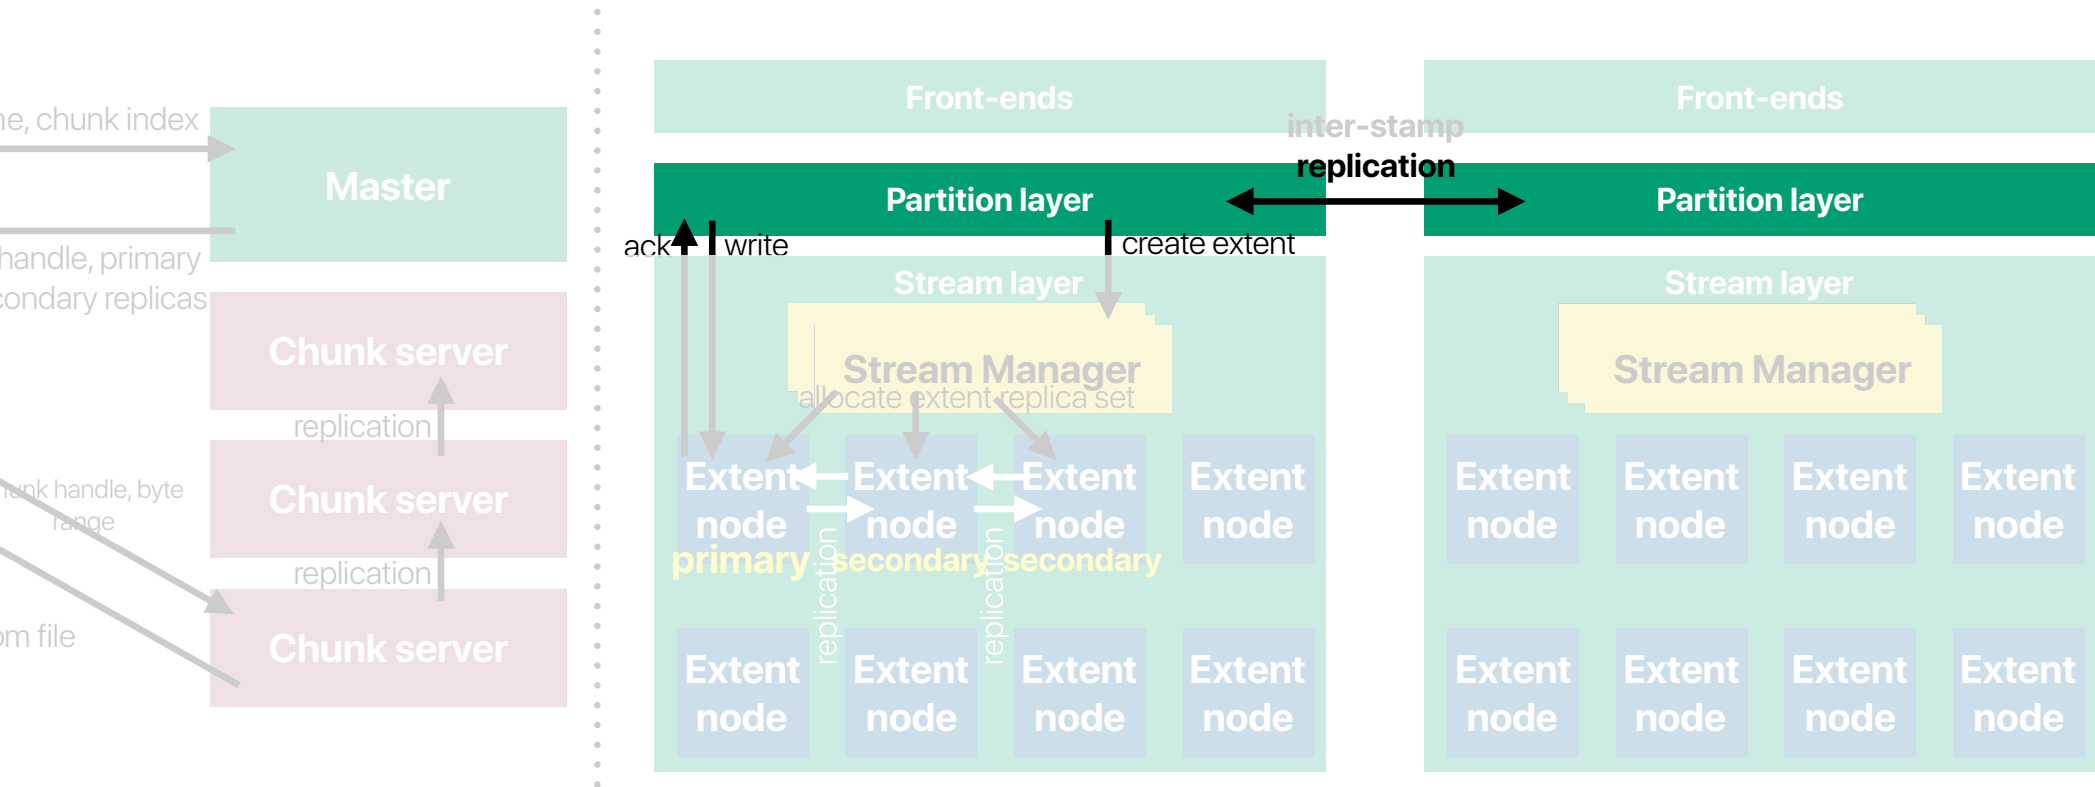 chunk index
Master
handle, primary
replicas
Chunk server
replication
Chunk server
handle, byte
range
replication
Chunk server
file
Front-ends
Front-ends
inter-stamp
replication
Partition layer
Partition layer
ack
write
create extent
Stream layer
Stream layer
Stream Manager
Stream Manager
allocate extent replica set
Extent
node
primary
Extent
node
secondary
Extent
node
secondary
Extent
node
replication
replication
Extent
node
Extent
node
Extent
node
Extent
node
Extent
node
Extent
node
Extent
node
Extent
node
Extent
node
Extent
node
Extent
node
Extent
node